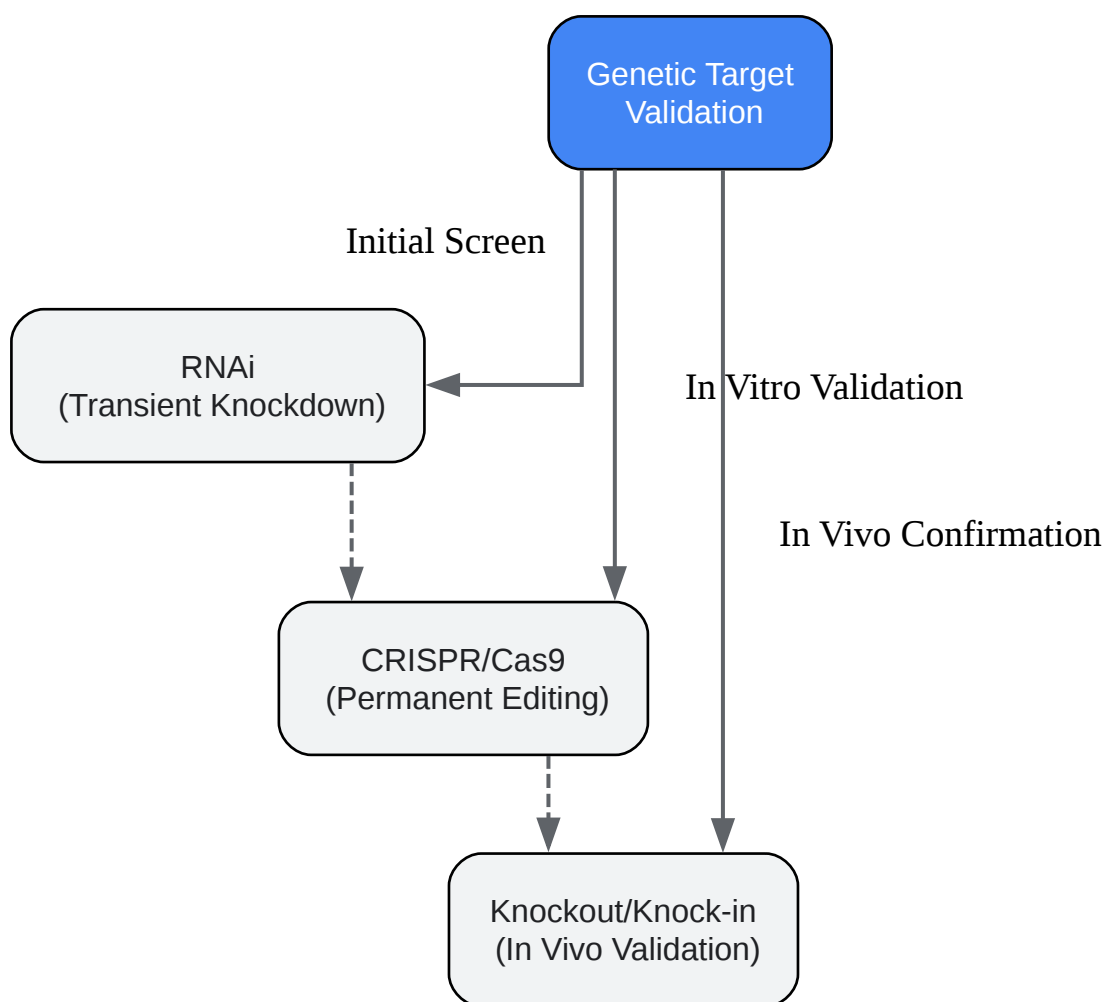 Genetic Target
Validation
Initial Screen
RNAi
(Transient Knockdown)
In Vitro Validation
In Vivo Confirmation
CRISPR/Cas9
(Permanent Editing)
Knockout/Knock-in
(In Vivo Validation)